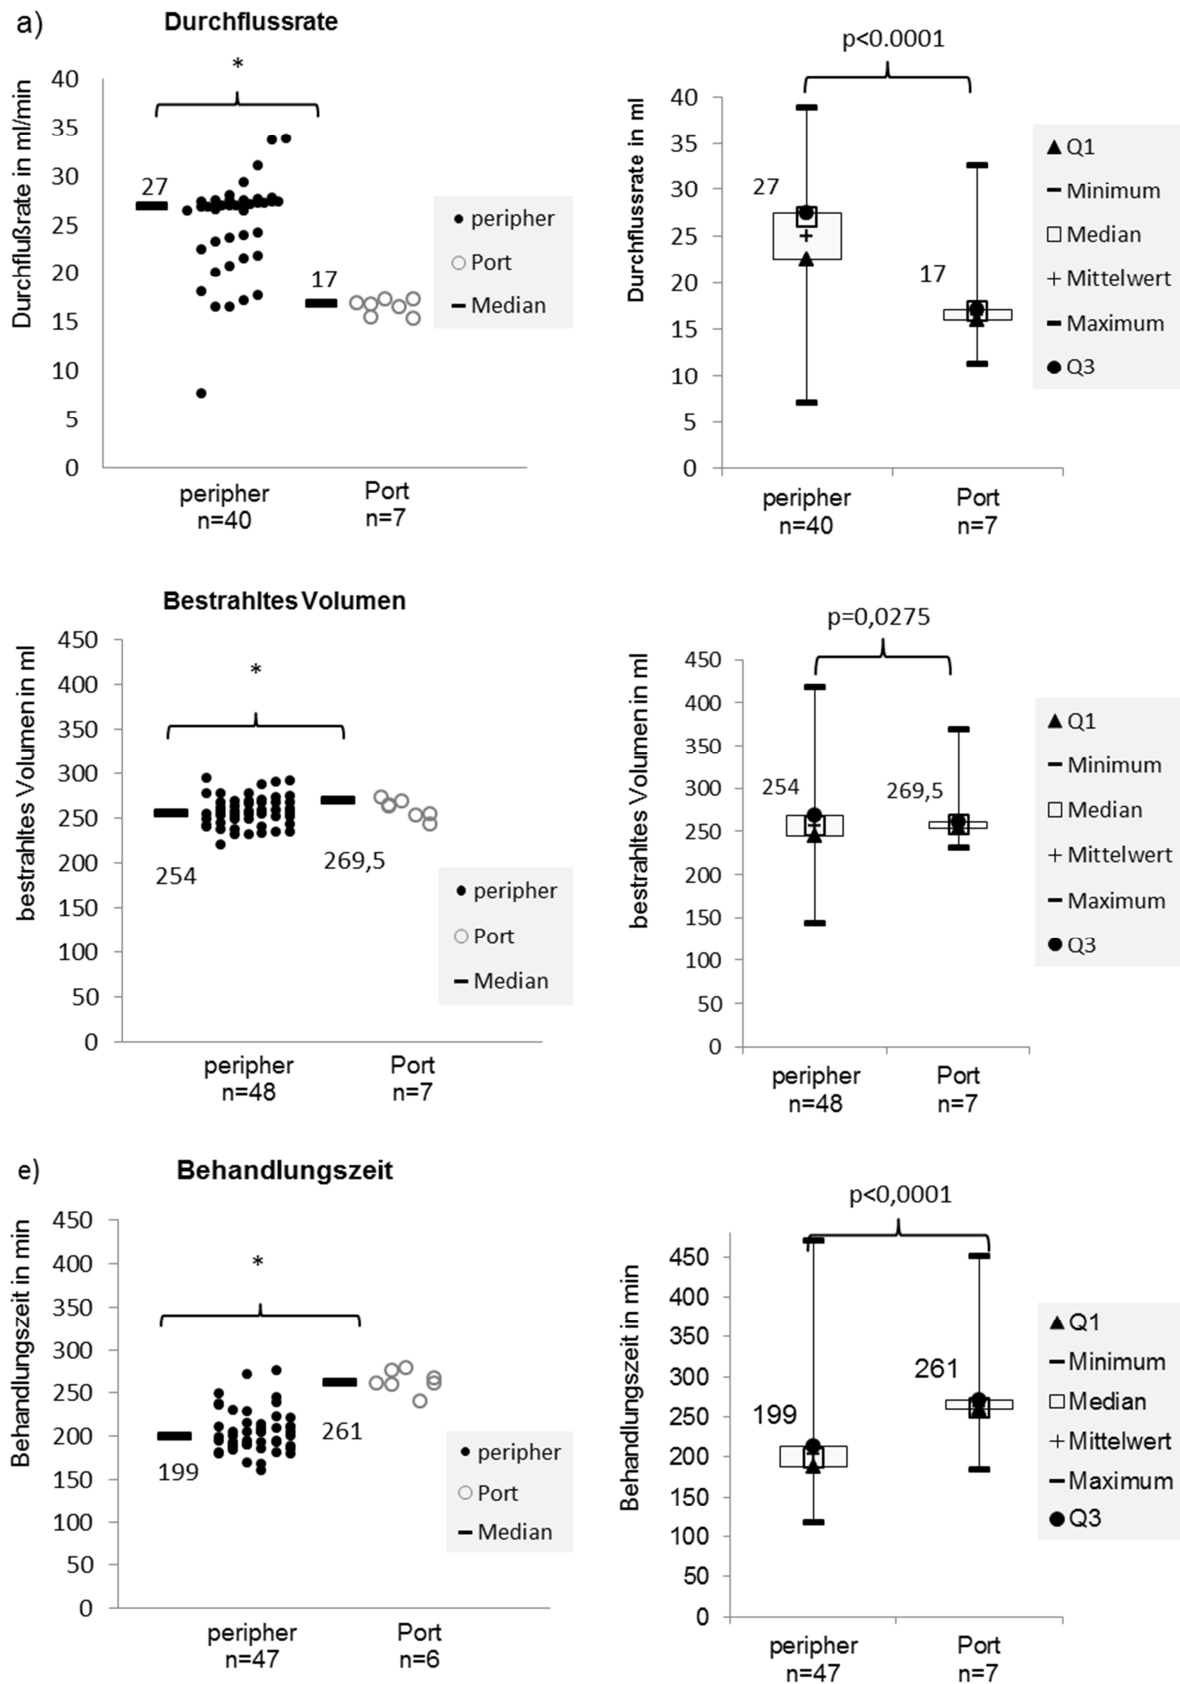 a)
Durchflussrate
*
Durchflußrate in ml/min
40
35
30
25
20
15
10
5
0
27
17
peripher
Port
Median
peripher
n=40
Port
n=7
p<0.0001
Durchflussrate in ml
40
35
30
25
20
15
10
5
0
27
17
Q1
Minimum
Median
Mittelwert
Maximum
Q3
peripher
n=40
Port
n=7
Bestrahltes Volumen
*
bestrahltes Volumen in ml
450
400
350
300
250
200
150
100
50
0
254
269,5
peripher
Port
Median
peripher
n=48
Port
n=7
p=0,0275
bestrahltes Volumen in ml
450
400
350
300
250
200
150
100
50
0
254
269,5
Q1
Minimum
Median
Mittelwert
Maximum
Q3
peripher
n=48
Port
n=7
e)
Behandlungszeit
*
Behandlungszeit in min
450
400
350
300
250
200
150
100
50
0
199
261
peripher
Port
Median
peripher
n=47
Port
n=6
p<0,0001
Behandlungszeit in min
450
400
350
300
250
200
150
100
50
0
199
261
Q1
Minimum
Median
Mittelwert
Maximum
Q3
peripher
n=47
Port
n=7